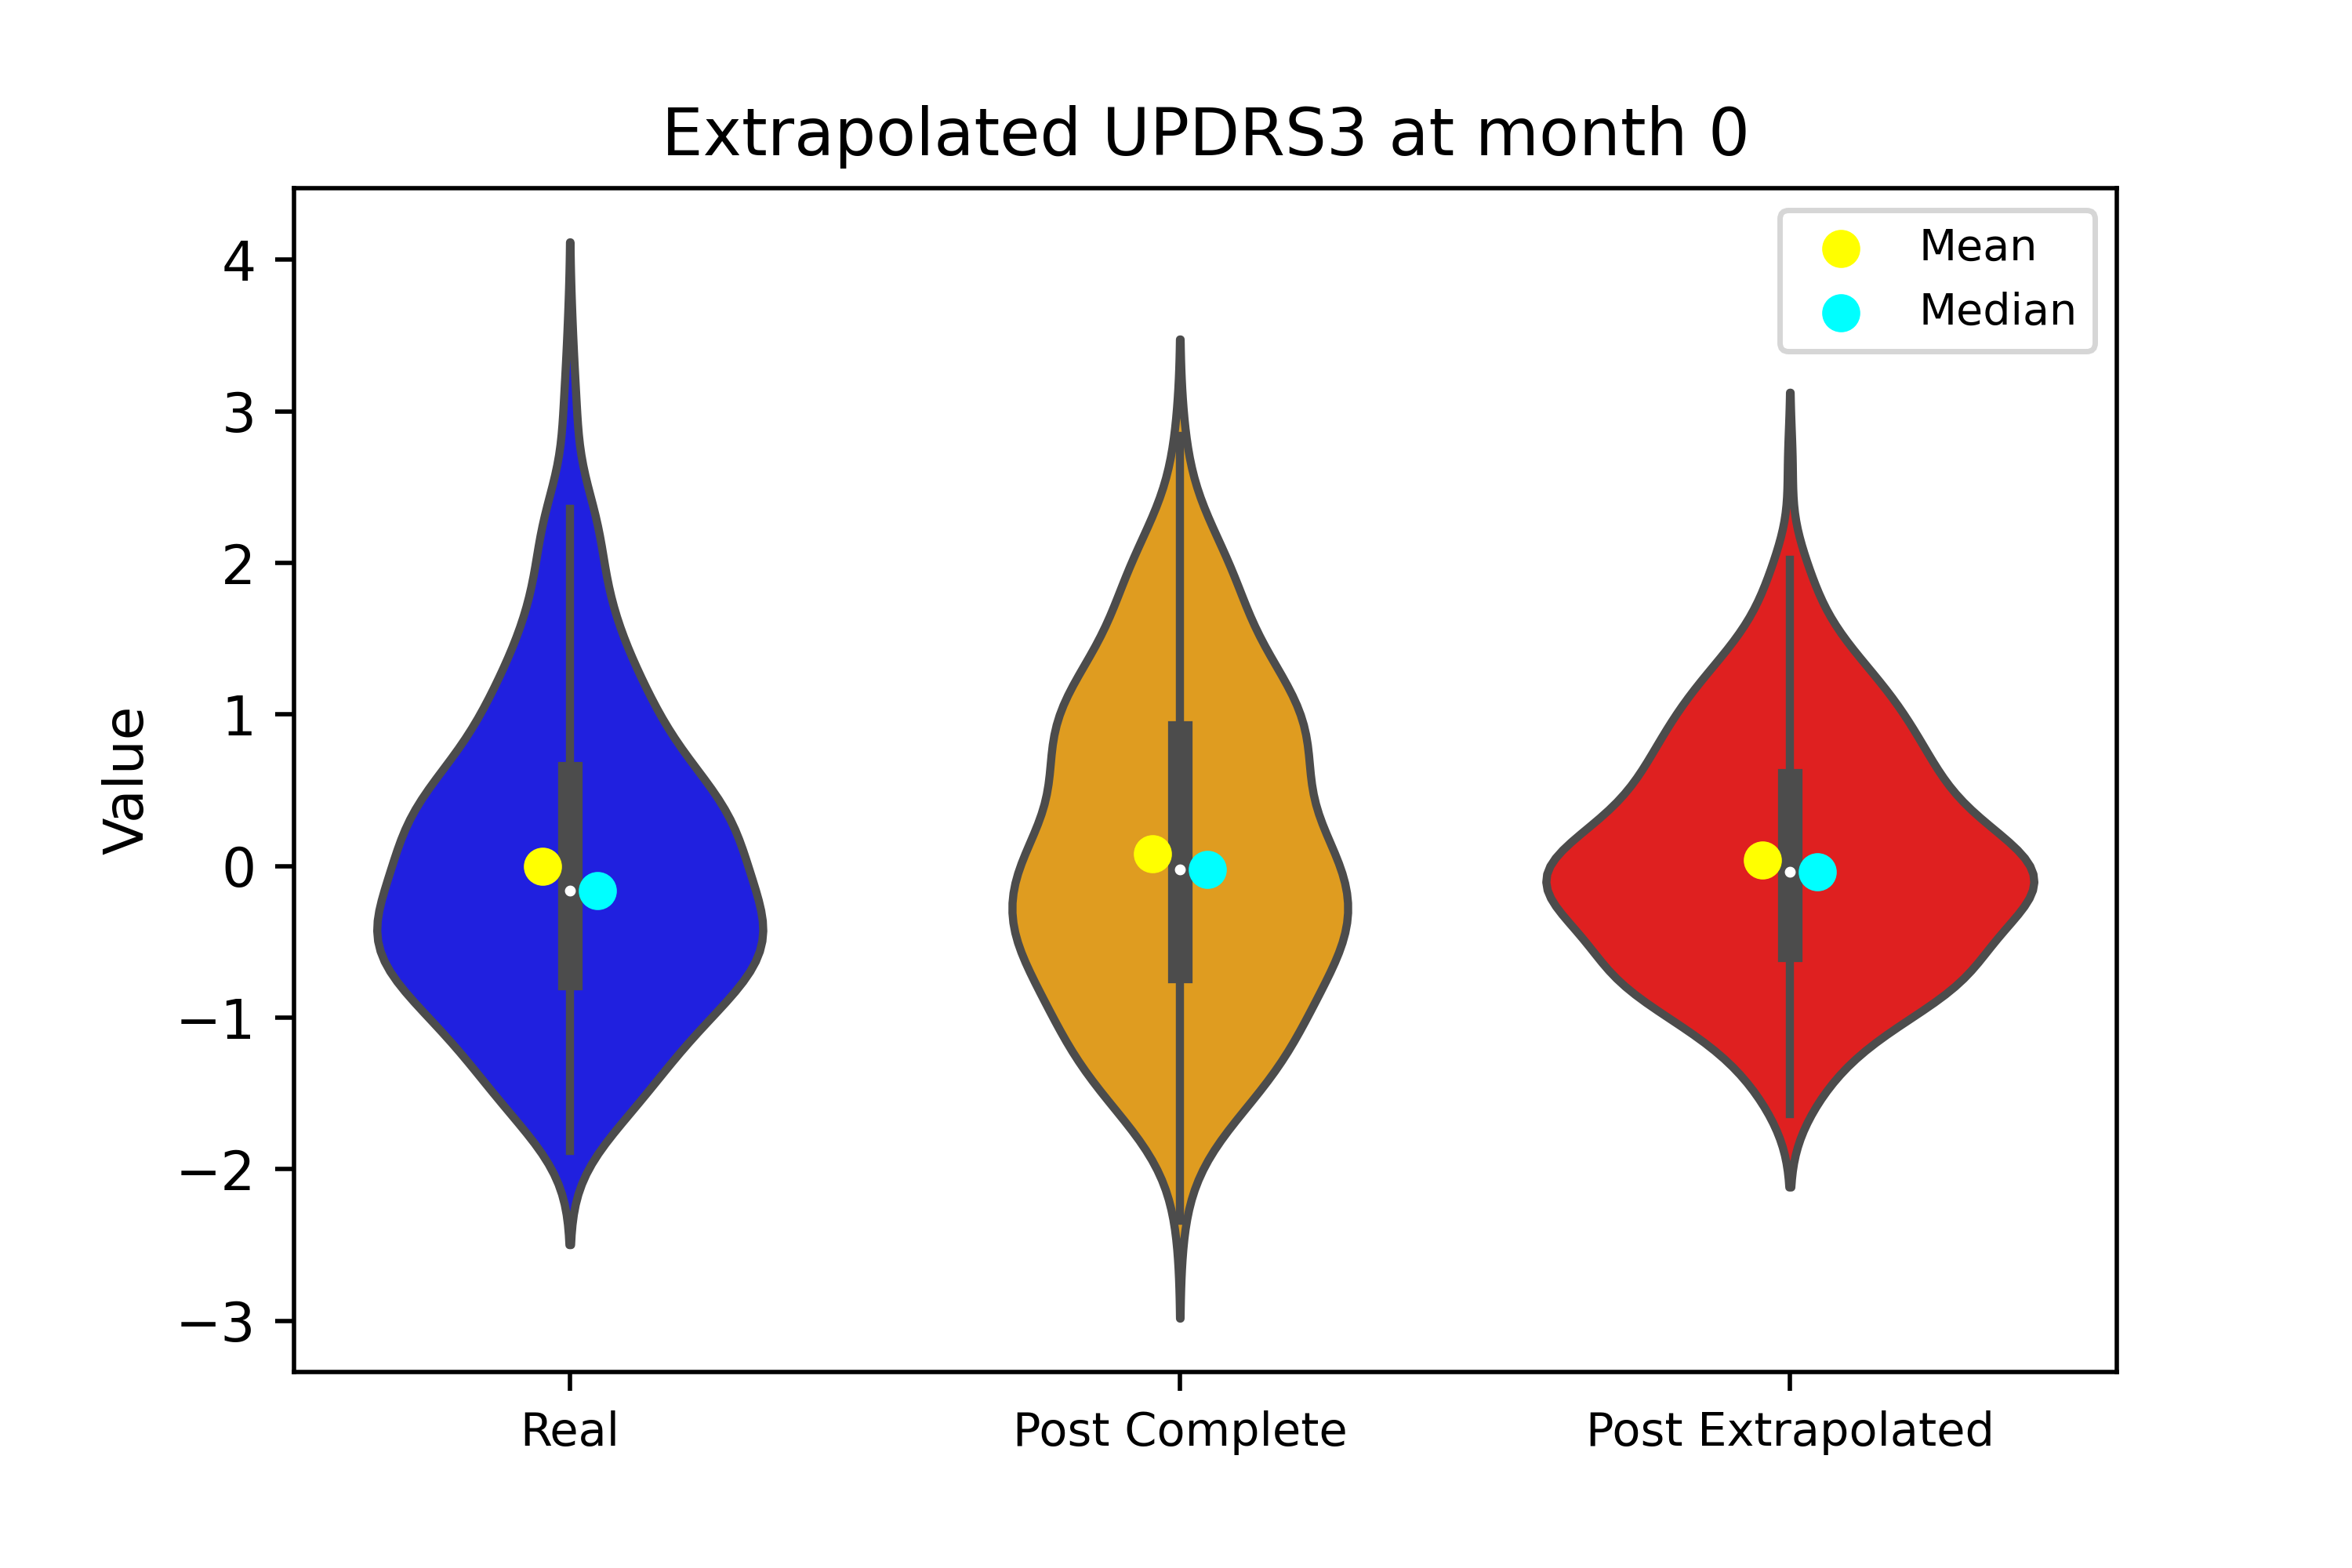 Extrapolated UPDRS3 at month 0
Mean
Median
4
3
2
1
0
−1
−2
−3
Value
Real
Post Complete
Post Extrapolated